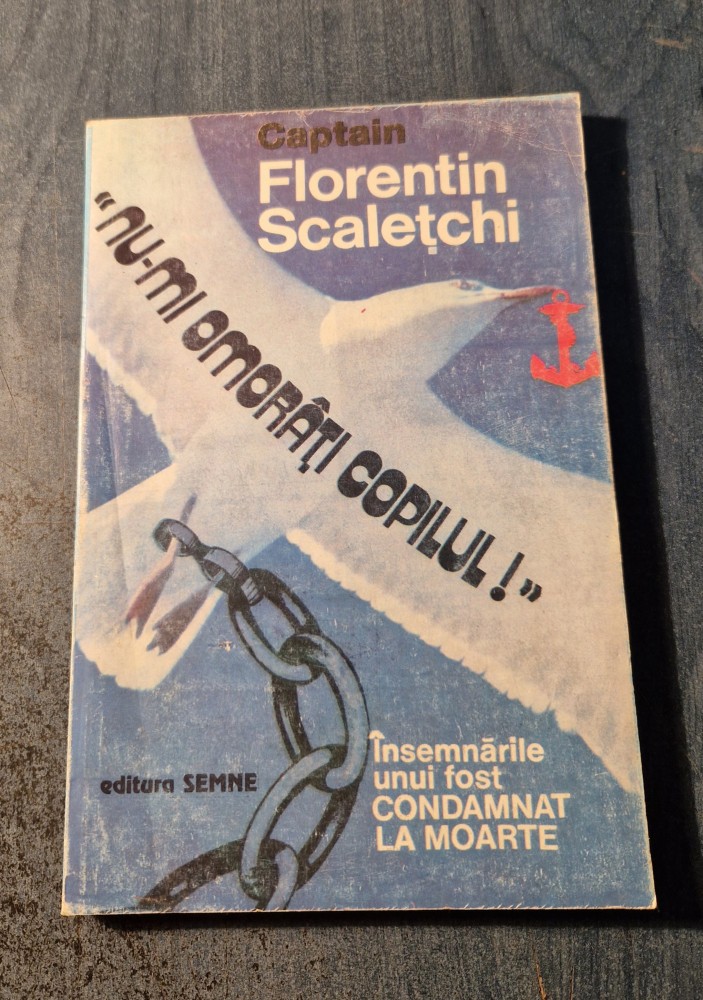 Captain
Florentin
Scalețchi
“NU-MI OMORÂȚI COPILUL!”
Însemnările
unui fost
CONDAMNAT
LA MOARTE
editura SEMNE